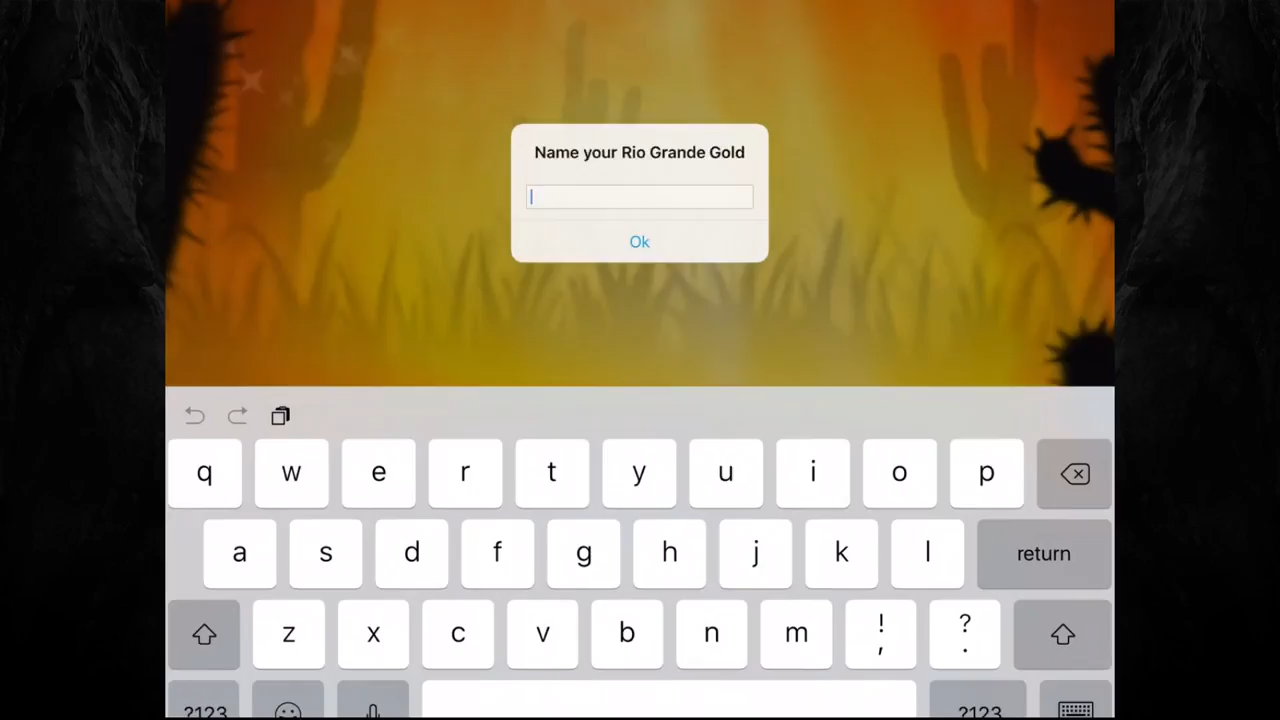 Name your Rio Grande Gold
Ok
q w e r t y u i o p
a s d f g h j k l return
z x c v b n m ! , ? .
?123 ?123